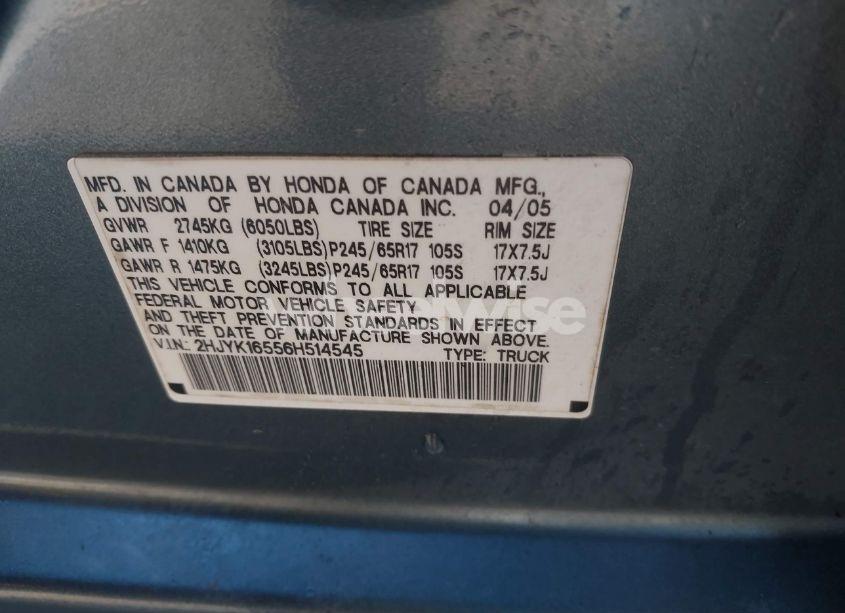 MFD. IN CANADA BY HONDA OF CANADA MFG.,
A DIVISION OF HONDA CANADA INC. 04/05
GVWR 2745KG (6050LBS) TIRE SIZE RIM SIZE
GAWR F 1410KG (3105LBS) P245/65R17 105S 17X7.5J
GAWR R 1475KG (3245LBS) P245/65R17 105S 17X7.5J
THIS VEHICLE CONFORMS TO ALL APPLICABLE
FEDERAL MOTOR VEHICLE SAFETY
AND THEFT PREVENTION STANDARDS IN EFFECT
ON THE DATE OF MANUFACTURE SHOWN ABOVE.
V.I.N.: 2HJYK16556H514545 TYPE: TRUCK